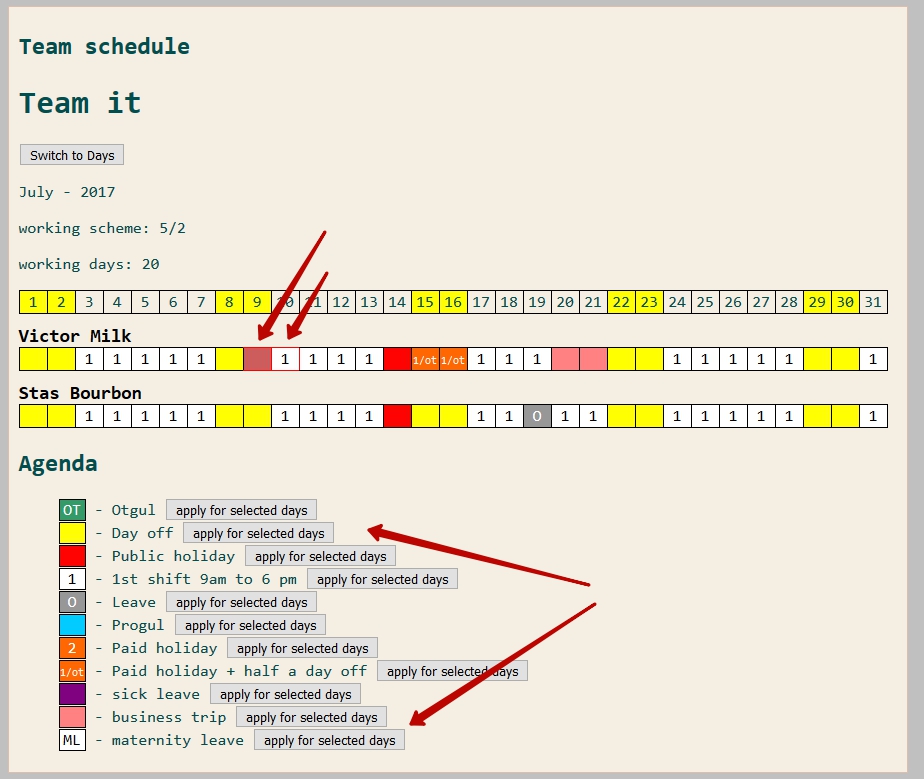 Team schedule
Team it
Switch to Days
July - 2017
working scheme: 5/2
working days: 20
1 2 3 4 5 6 7 8 9 10 11 12 13 14 15 16 17 18 19 20 21 22 23 24 25 26 27 28 29 30 31
Victor Milk
1 1 1 1 1 1 1 1 1 1/ot 1/ot 1 1 1 1 1 1 1 1 1
Stas Bourbon
1 1 1 1 1 1 1 1 1 1 1 0 1 1 1 1 1 1 1 1
Agenda
OT - Otgul apply for selected days
- Day off apply for selected days
- Public holiday apply for selected days
1 - 1st shift 9am to 6 pm apply for selected days
0 - Leave apply for selected days
- Progul apply for selected days
2 - Paid holiday apply for selected days
1/ot - Paid holiday + half a day off apply for selected days
- sick leave apply for selected days
- business trip apply for selected days
ML - maternity leave apply for selected days